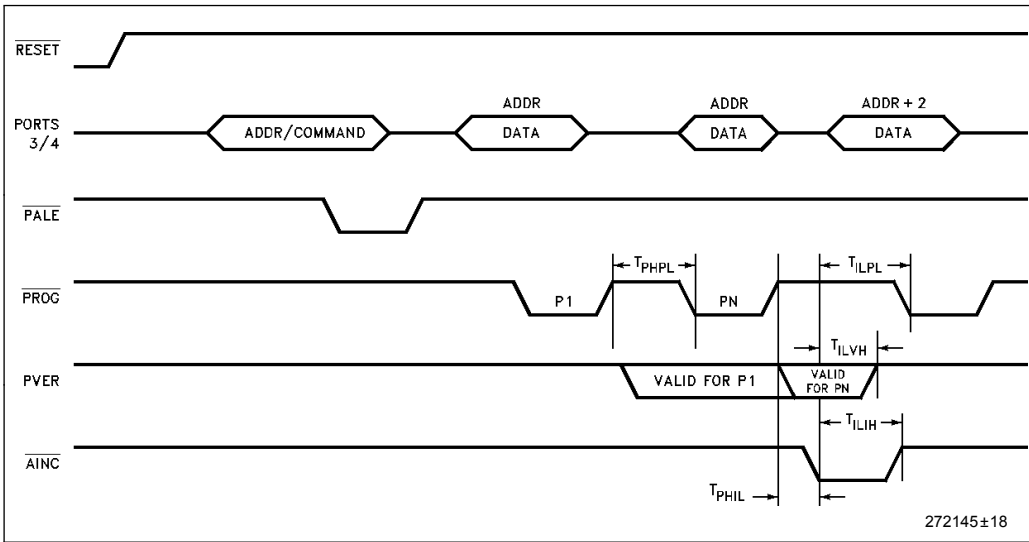 RESET
ADDR
ADDR
ADDR + 2
PORTS
3/4
ADDR/COMMAND
DATA
DATA
DATA
PALE
TPHPL
TILPL
PROG
P1
PN
TILVH
PVER
VALID FOR P1
VALID
FOR PN
TILIH
AINC
TPHIL
272145±18